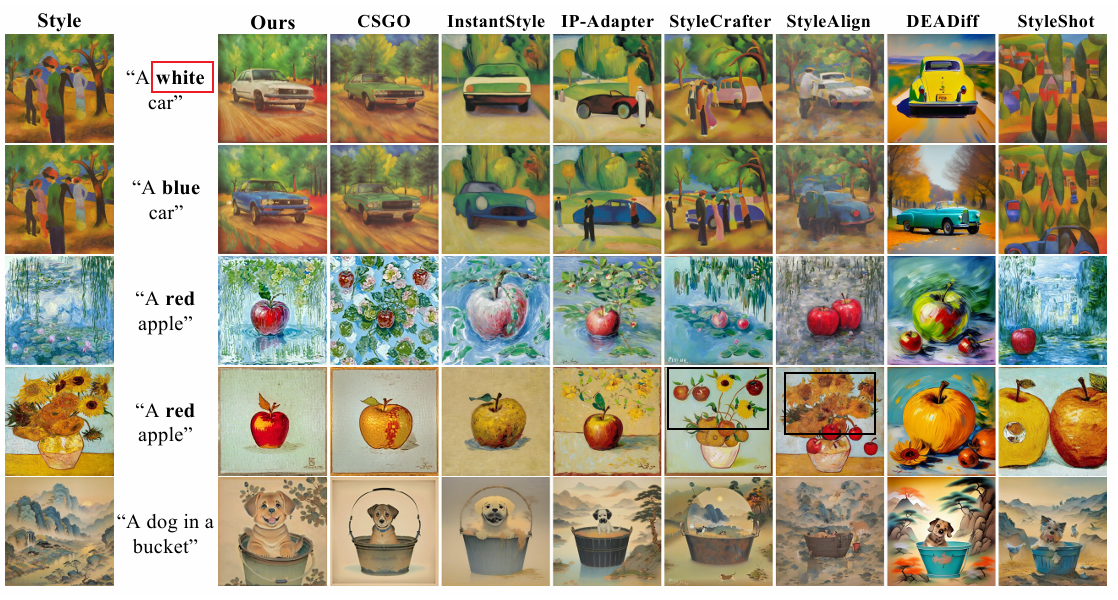 Style Ours CSGO InstantStyle IP-Adapter StyleCrafter StyleAlign DEADiff StyleShot
“A white
car”
“A blue
car”
“A red
apple”
“A red
apple”
“A dog in a
bucket”